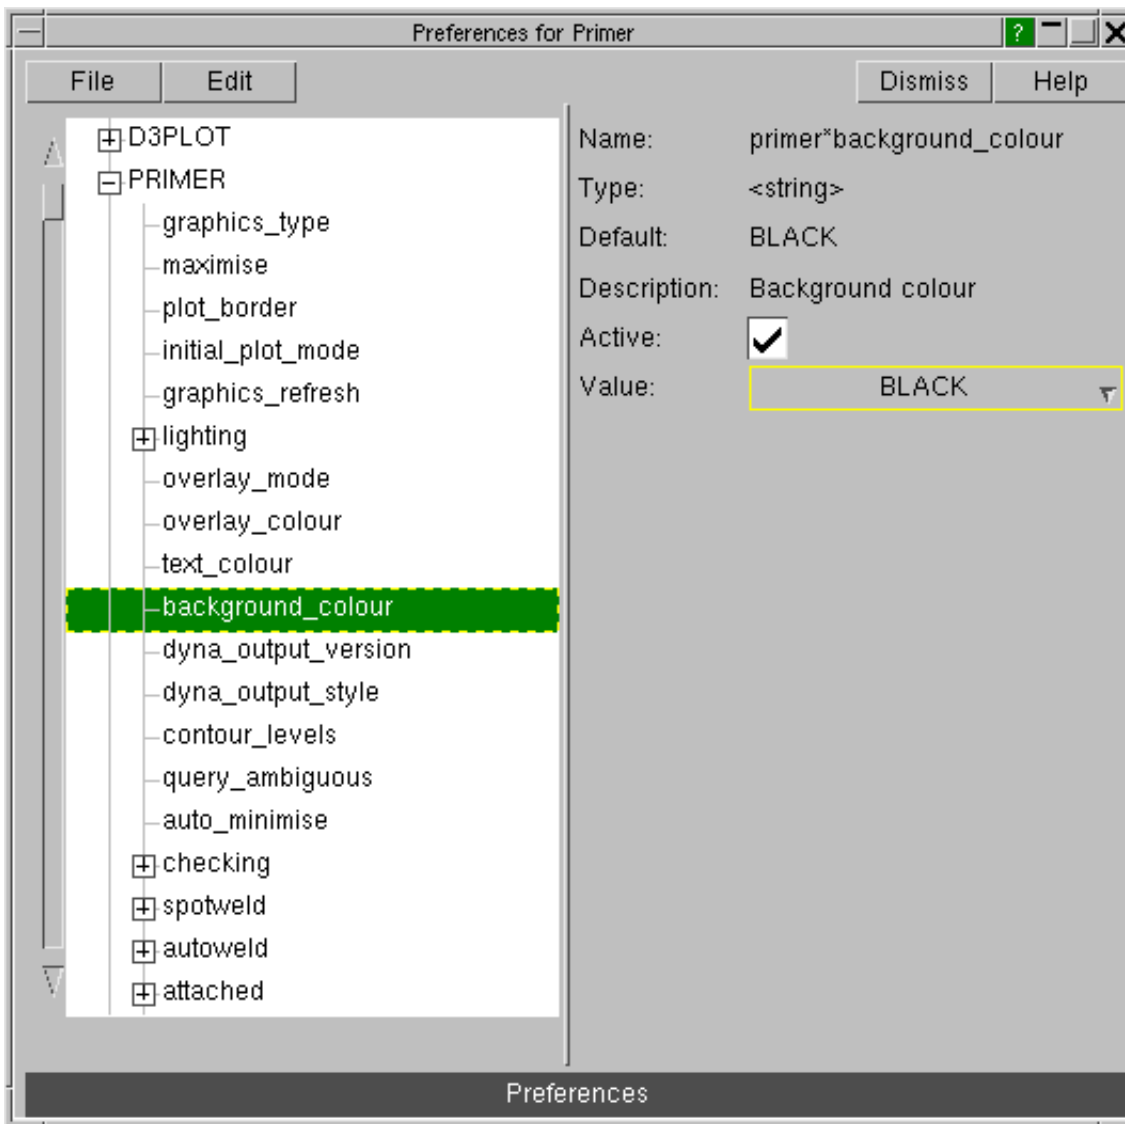 Preferences for Primer
?
File Edit Dismiss Help
D3PLOT
PRIMER
graphics_type
maximise
plot_border
initial_plot_mode
graphics_refresh
lighting
overlay_mode
overlay_colour
text_colour
background_colour
dyna_output_version
dyna_output_style
contour_levels
query_ambiguous
auto_minimise
checking
spotweld
autoweld
attached
Name: primer*background_colour
Type: <string>
Default: BLACK
Description: Background colour
Active:
Value: BLACK
Preferences